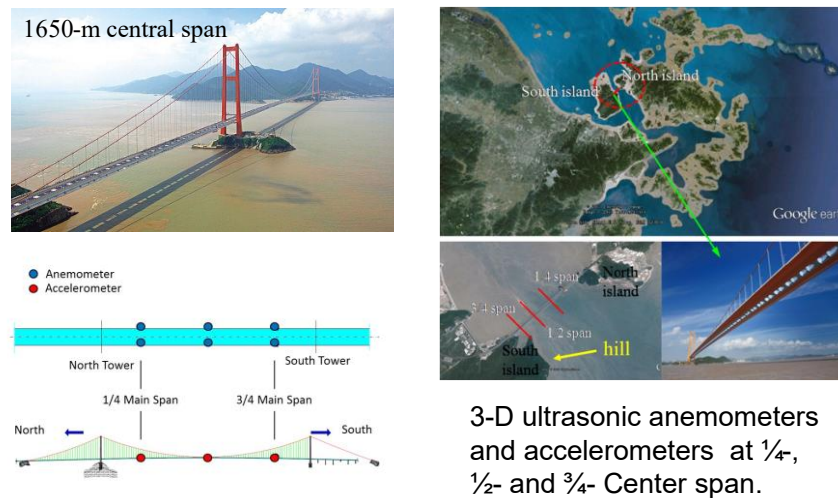 1650-m central span
North island
South island
Google ear
Anemometer
Accelerometer
North Tower
South Tower
1/4 Main Span
3/4 Main Span
North
South
1/4 span
3/4 span
1/2 span
North
island
South
island
hill
3-D ultrasonic anemometers
and accelerometers at ¼-,
½- and ¾- Center span.